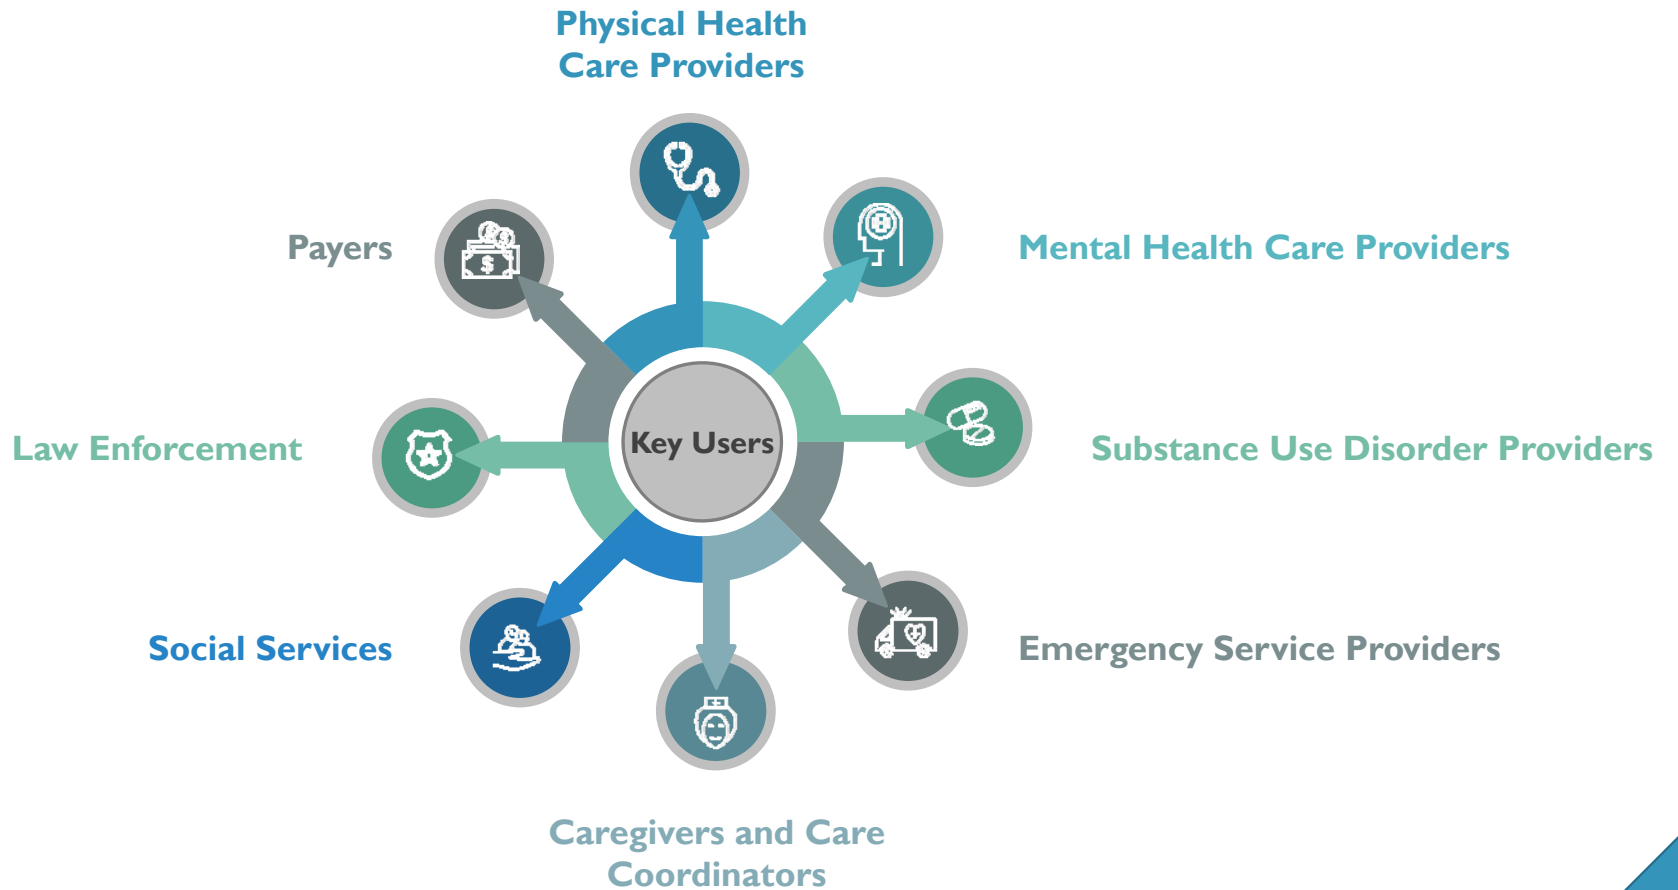 Physical Health
Care Providers
Payers
Mental Health Care Providers
Key Users
Law Enforcement
Substance Use Disorder Providers
Social Services
Emergency Service Providers
Caregivers and Care
Coordinators